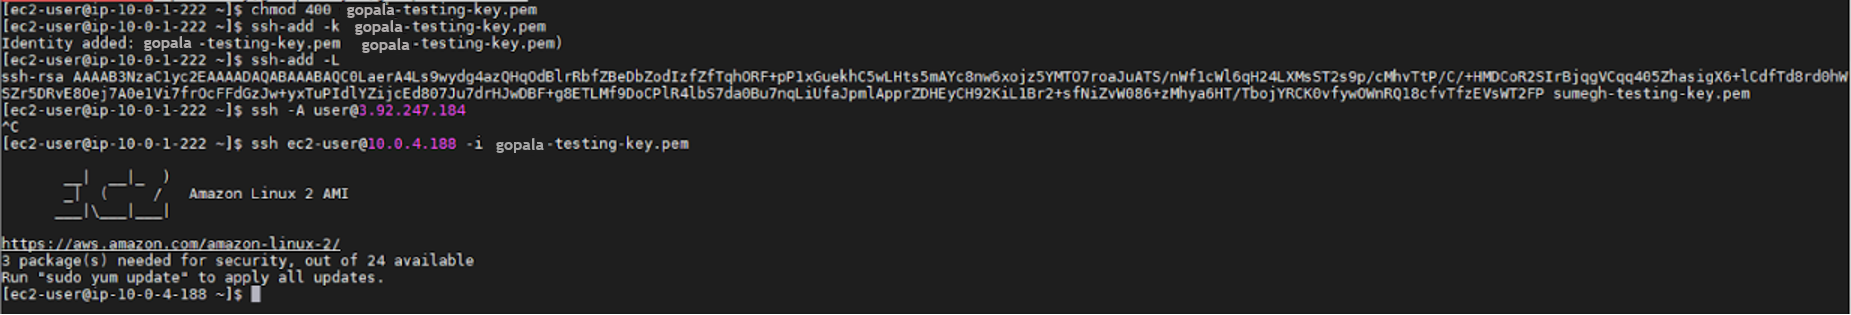 [ec2-user@ip-10-0-1-222 ~]$ chmod 400 gopala-testing-key.pem
[ec2-user@ip-10-0-1-222 ~]$ ssh-add -k gopala-testing-key.pem
Identity added: gopala -testing-key.pem gopala-testing-key.pem)
[ec2-user@ip-10-0-1-222 ~]$ ssh-add -L
ssh-rsa AAAAB3NzaC1yc2EAAAADAQABAAABAQC0LaerA4Ls9wydg4azQHqOdBlrRbfZBeDbZodIzfZfTqhORF+pP1xGuekhC5wLHts5mAYc8nw6xojz5YMT07roaJuATS/nWf1cWl6qH24LXMsST2s9p/cMhvTtP/C/+HMDCoR2SIrBjqgVCqq405ZhasigX6+lCdfTd8rd0hW
SZr5DRvE8Oej7A0e1Vi7frOcFFdGzJw+yxTuPIdlYZijcEd807Ju7drHJwDBF+g8ETLMf9DoCPlR4lbS7da0Bu7nqLiUfaJpmlApprZDHEyCH92KiL1Br2+sfNiZvW086+zMhya6HT/TbojYRCK0vfywOWnRQ18cfvTfzEVsWT2FP sumegh-testing-key.pem
[ec2-user@ip-10-0-1-222 ~]$ ssh -A user@3.92.247.184
^C
[ec2-user@ip-10-0-1-222 ~]$ ssh ec2-user@10.0.4.188 -i gopala-testing-key.pem
__|  __|_  )
_|  (     /   Amazon Linux 2 AMI
___|\___|___|
https://aws.amazon.com/amazon-linux-2/
3 package(s) needed for security, out of 24 available
Run "sudo yum update" to apply all updates.
[ec2-user@ip-10-0-4-188 ~]$